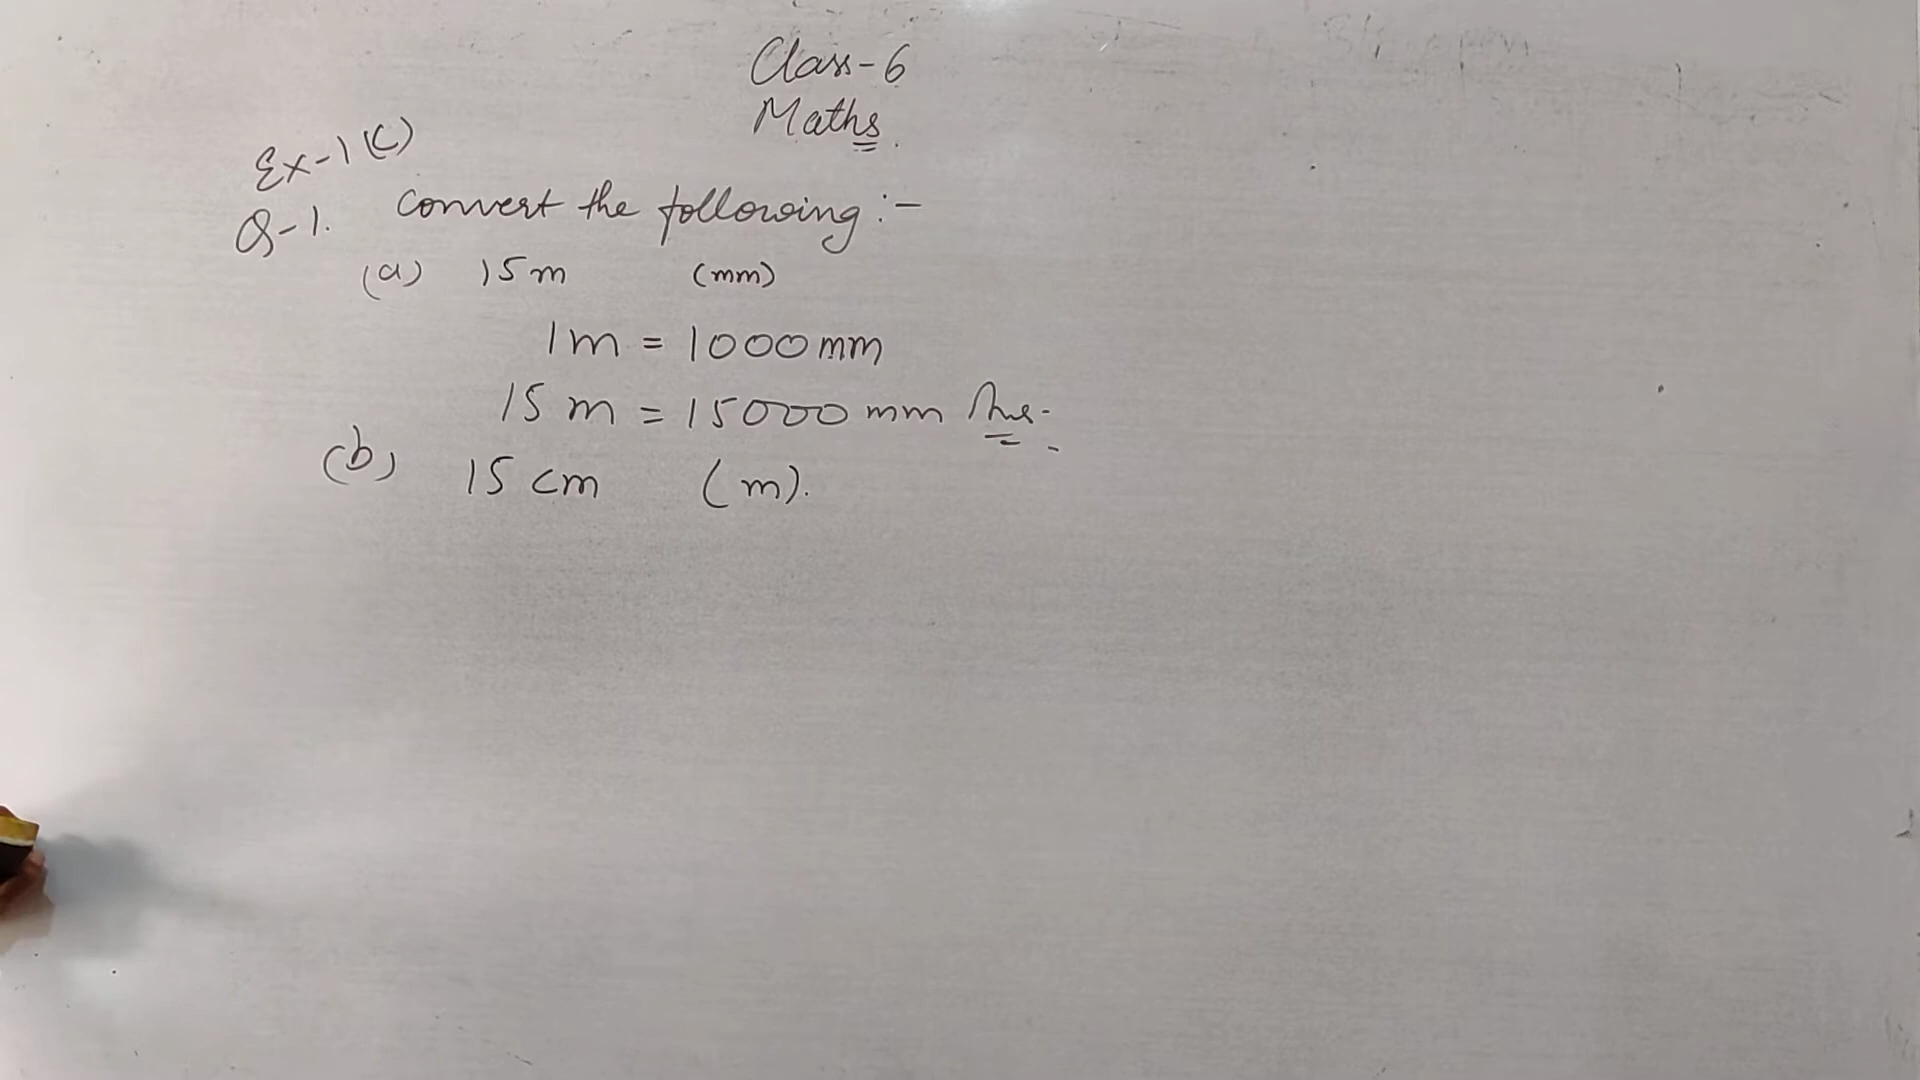 Class-6
Maths.
Ex-1(C)
Q-1. Convert the following :-
(a) 15m (mm)
1m = 1000mm
15 m = 15000 mm Ans.
(b) 15 cm (m).